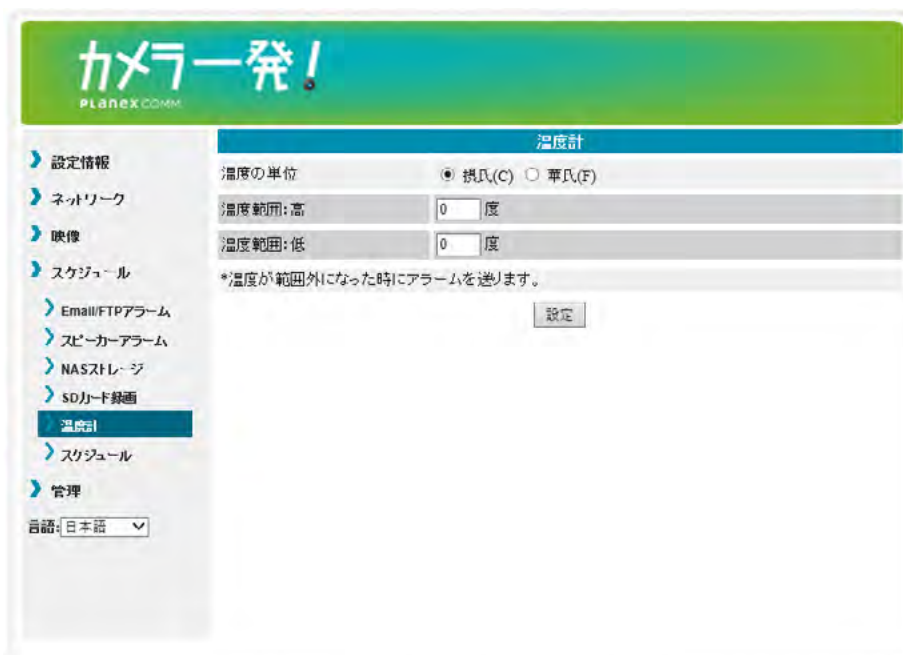 カメラ一発!
PLANEX COMM
設定情報
ネットワーク
映像
スケジュール
Email/FTPアラーム
スピーカーアラーム
NASストレージ
SDカード録画
温度計
スケジュール
管理
言語: 日本語
温度計
温度の単位 摂氏(C) 華氏(F)
温度範囲: 高 0 度
温度範囲: 低 0 度
*温度が範囲外になった時にアラームを送ります。
設定